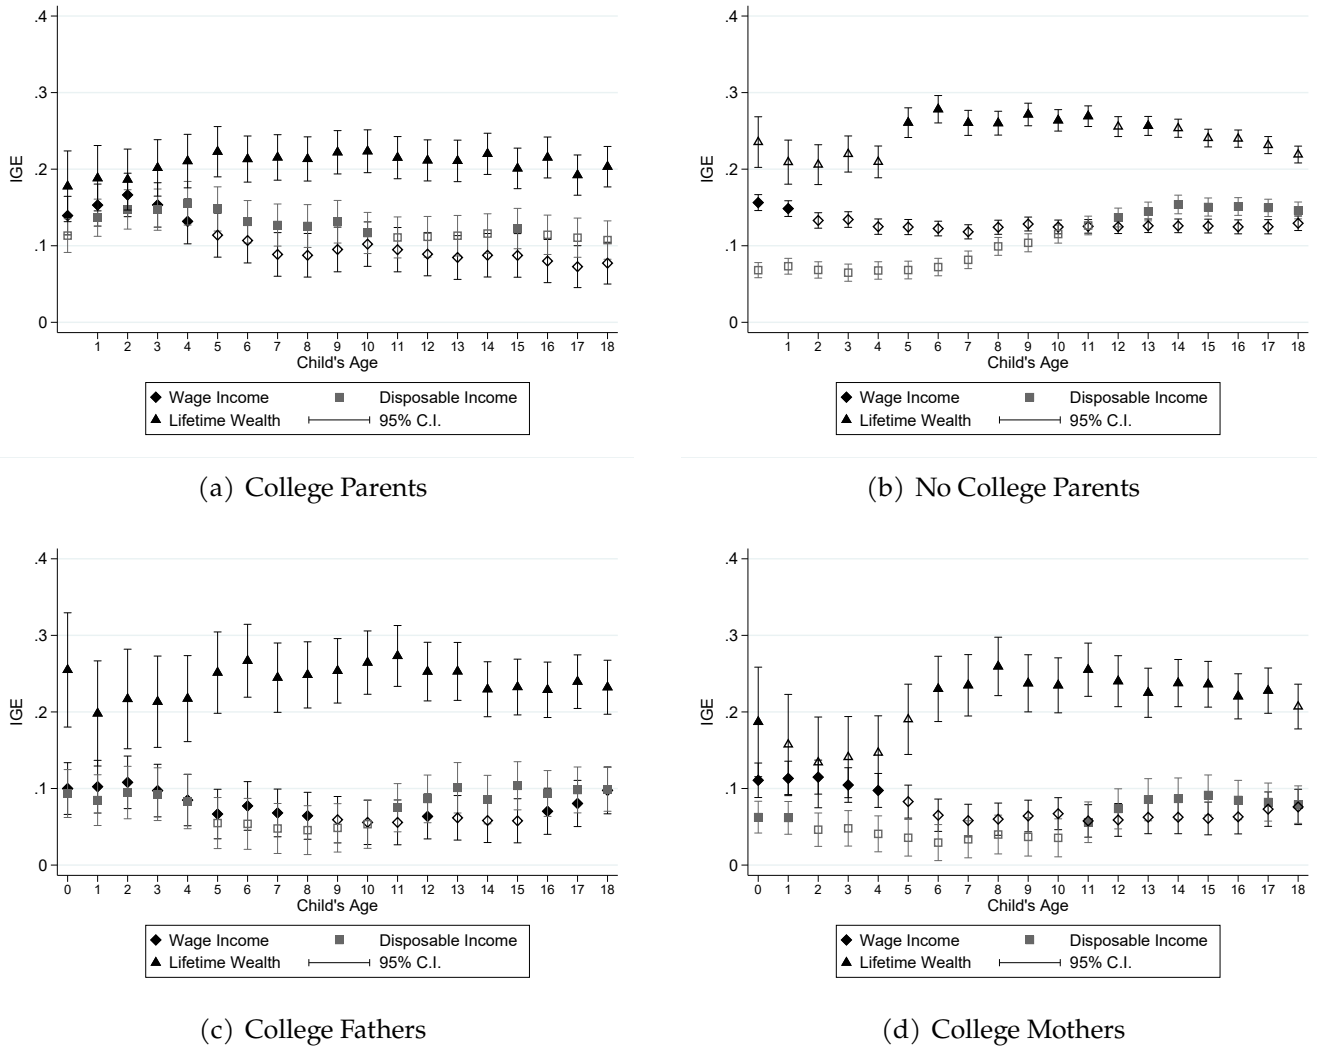 .4
.3
.2
.1
0
IGE
1 2 3 4 5 6 7 8 9 10 11 12 13 14 15 16 17 18
Child's Age
Wage Income Disposable Income
Lifetime Wealth 95% C.I.
(a) College Parents
.4
.3
.2
.1
0
IGE
1 2 3 4 5 6 7 8 9 10 11 12 13 14 15 16 17 18
Child's Age
Wage Income Disposable Income
Lifetime Wealth 95% C.I.
(b) No College Parents
.4
.3
.2
.1
0
IGE
0 1 2 3 4 5 6 7 8 9 10 11 12 13 14 15 16 17 18
Child's Age
Wage Income Disposable Income
Lifetime Wealth 95% C.I.
(c) College Fathers
.4
.3
.2
.1
0
IGE
0 1 2 3 4 5 6 7 8 9 10 11 12 13 14 15 16 17 18
Child's Age
Wage Income Disposable Income
Lifetime Wealth 95% C.I.
(d) College Mothers